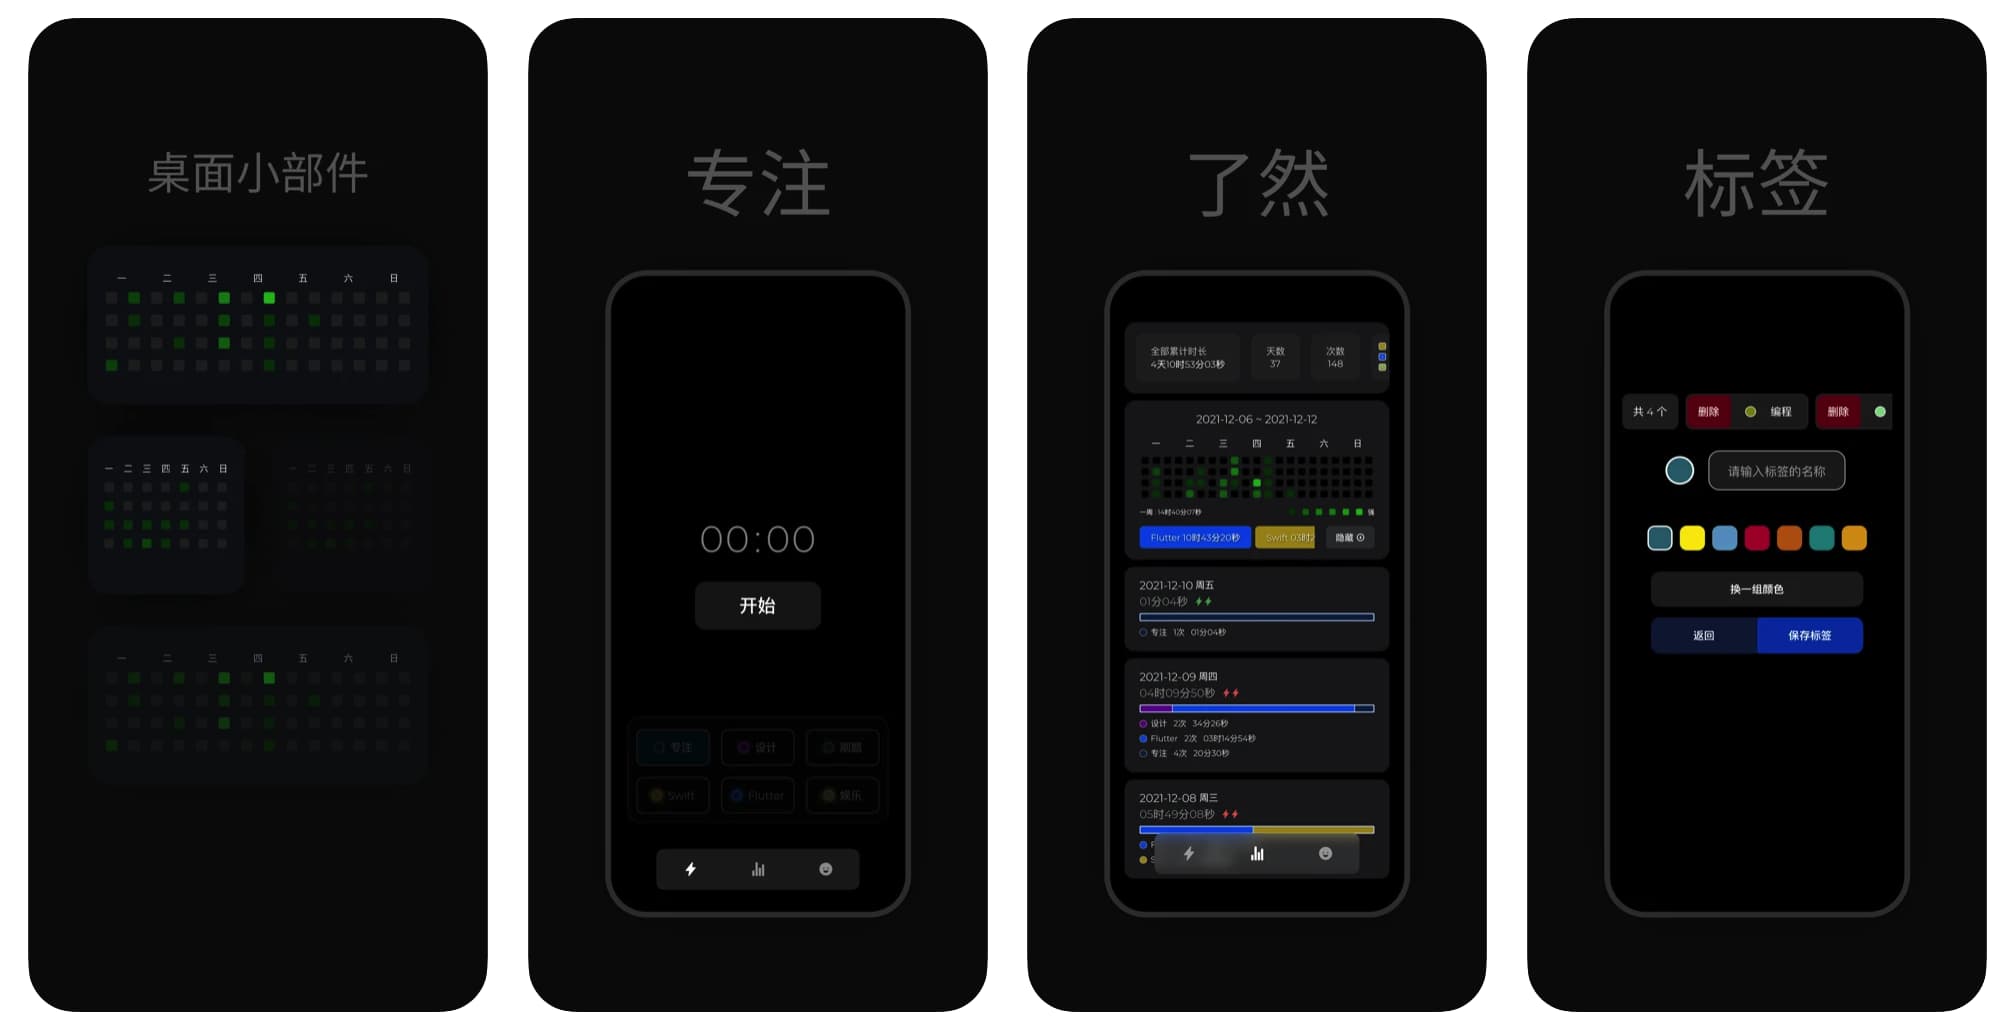 桌面小部件
一 二 三 四 五 六 日
一 二 三 四 五 六 日
一 二 三 四 五 六 日
一 二 三 四 五 六 日
专注
00:00
开始
专注 设计 刷题
Swift Flutter 娱乐
了然
全部累计时长
4天10时53分03秒
天数
37
次数
148
2021-12-06 ~ 2021-12-12
一 二 三 四 五 六 日
一周 14时40分07秒
强
Flutter 10时43分20秒 Swift 03时2 隐藏
2021-12-10 周五
01分04秒
专注 1次 01分04秒
2021-12-09 周四
04时09分50秒
设计 2次 34分26秒
Flutter 2次 03时14分54秒
专注 4次 20分30秒
2021-12-08 周三
05时49分08秒
F
S
标签
共 4 个 删除 编程 删除
请输入标签的名称
换一组颜色
返回 保存标签